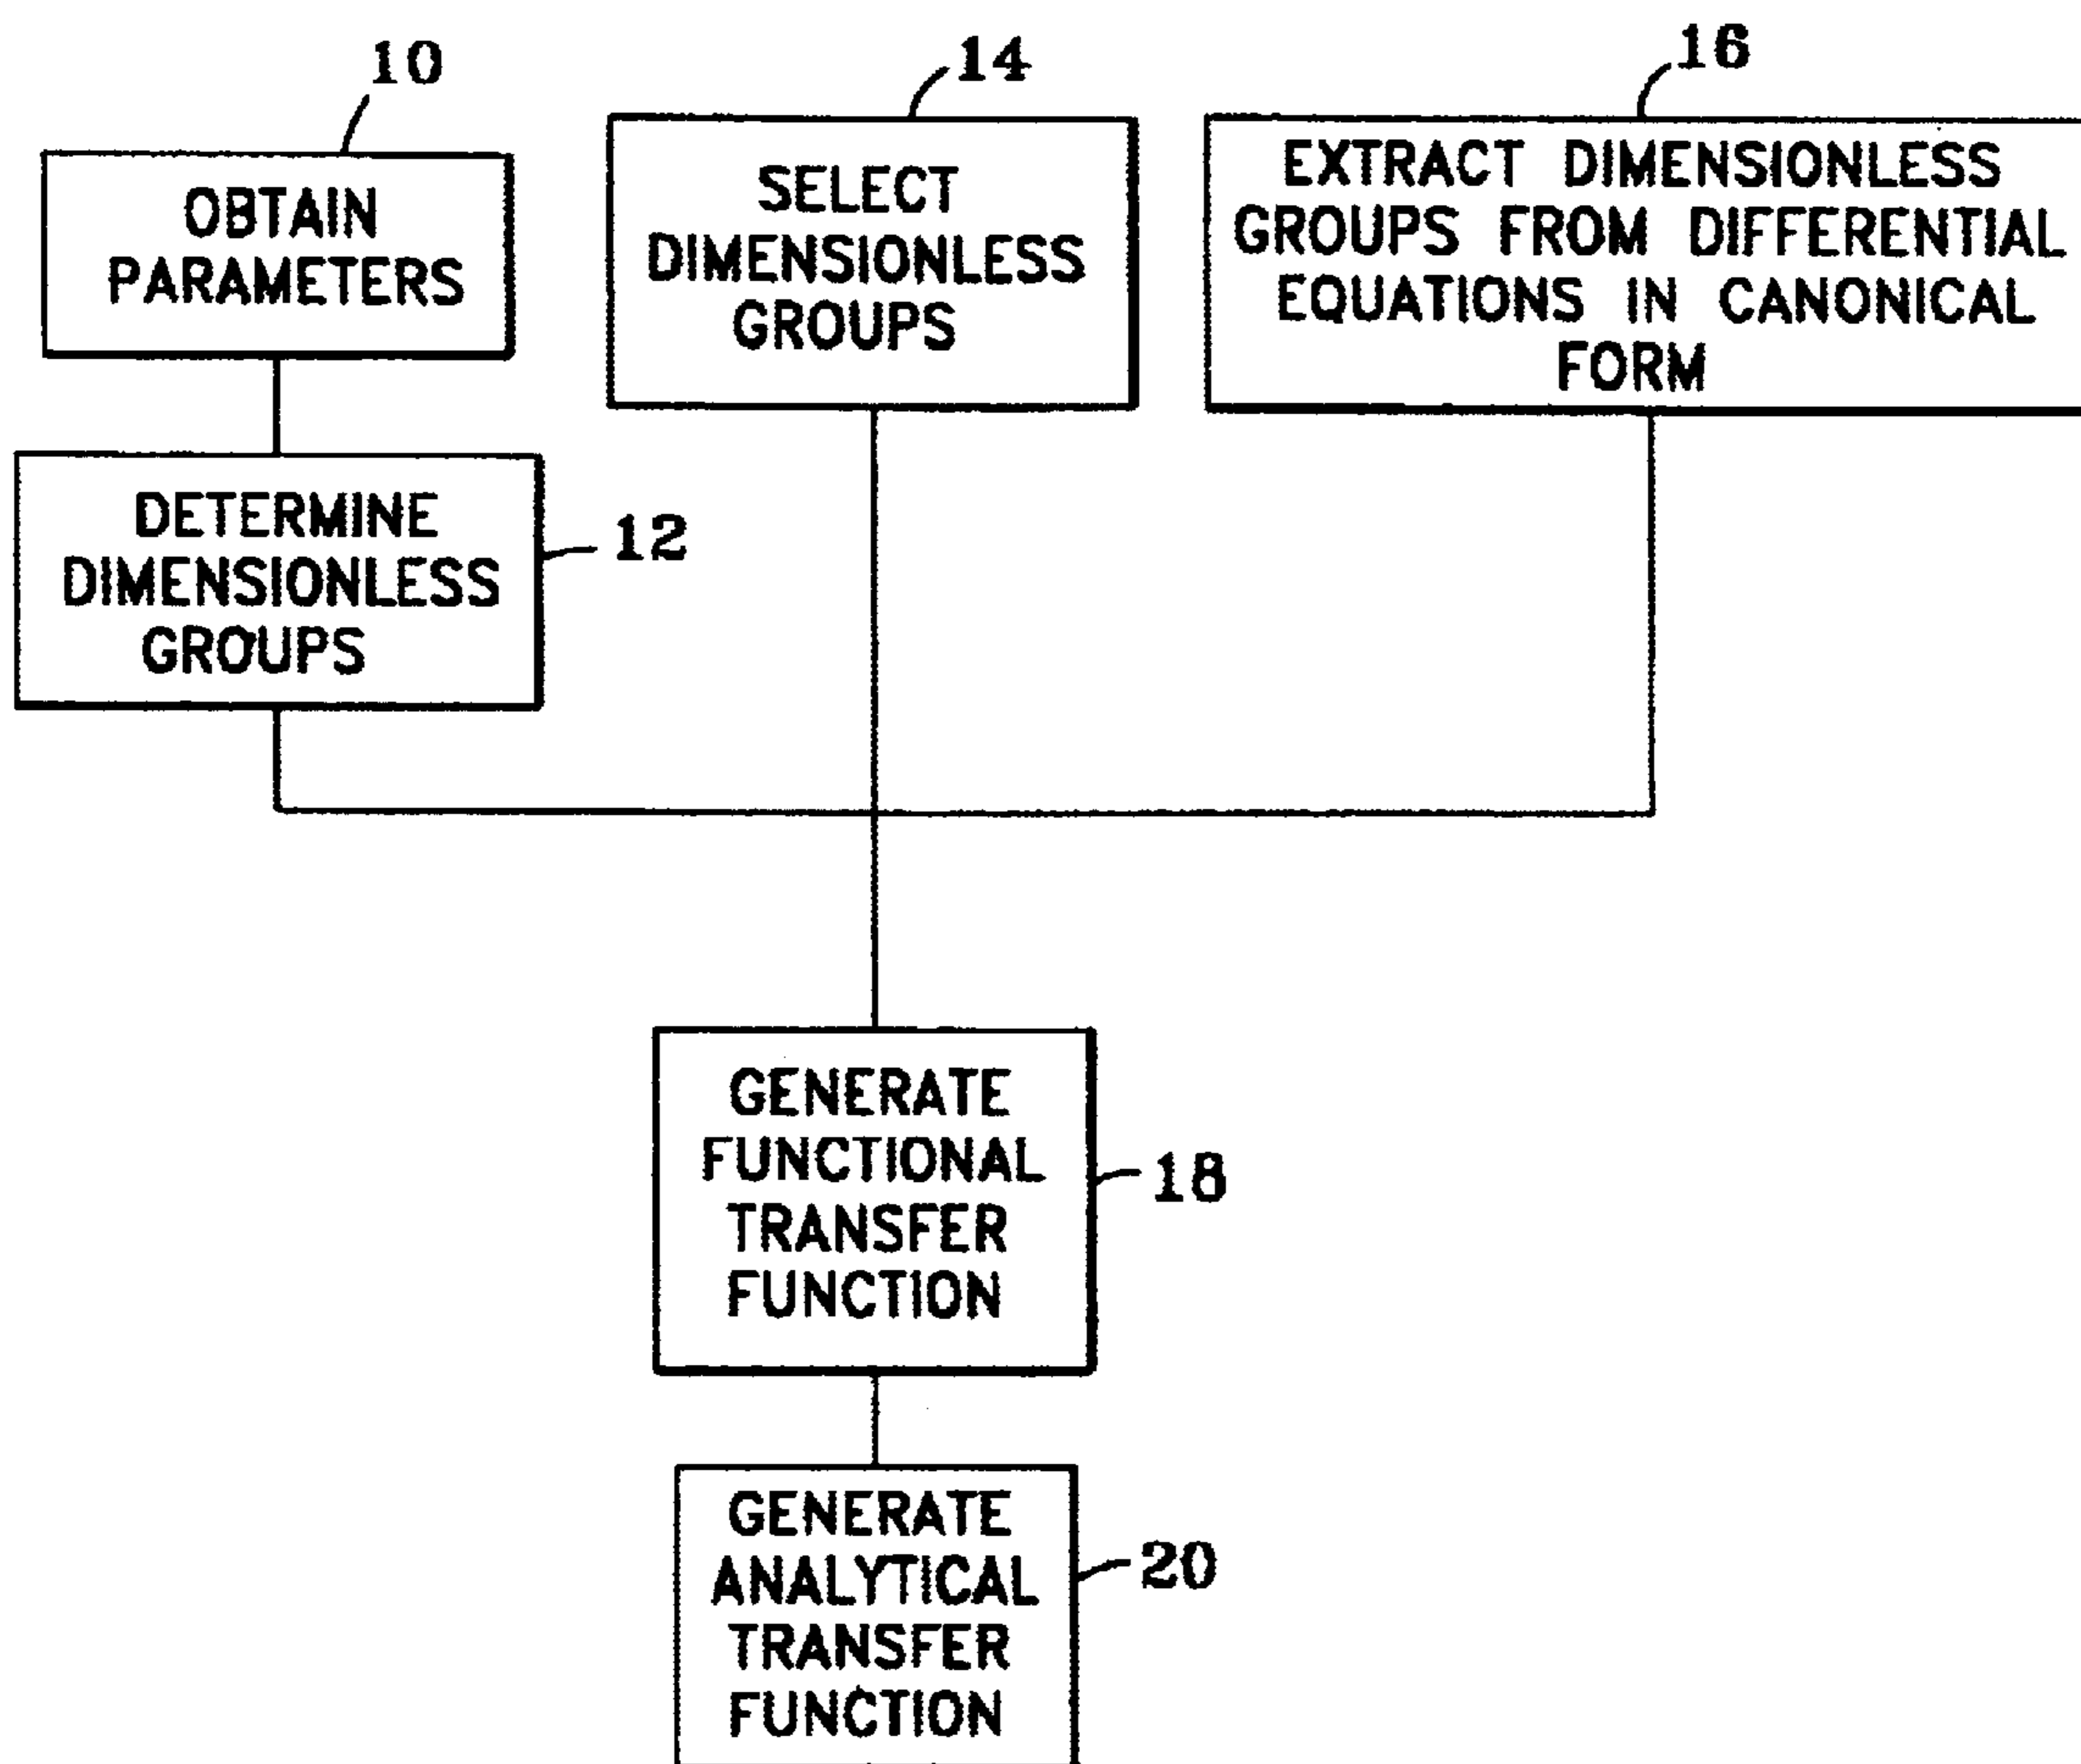 10
OBTAIN
PARAMETERS
14
SELECT
DIMENSIONLESS
GROUPS
16
EXTRACT DIMENSIONLESS
GROUPS FROM DIFFERENTIAL
EQUATIONS IN CANONICAL
FORM
DETERMINE
DIMENSIONLESS
GROUPS
12
GENERATE
FUNCTIONAL
TRANSFER
FUNCTION
18
GENERATE
ANALYTICAL
TRANSFER
FUNCTION
20